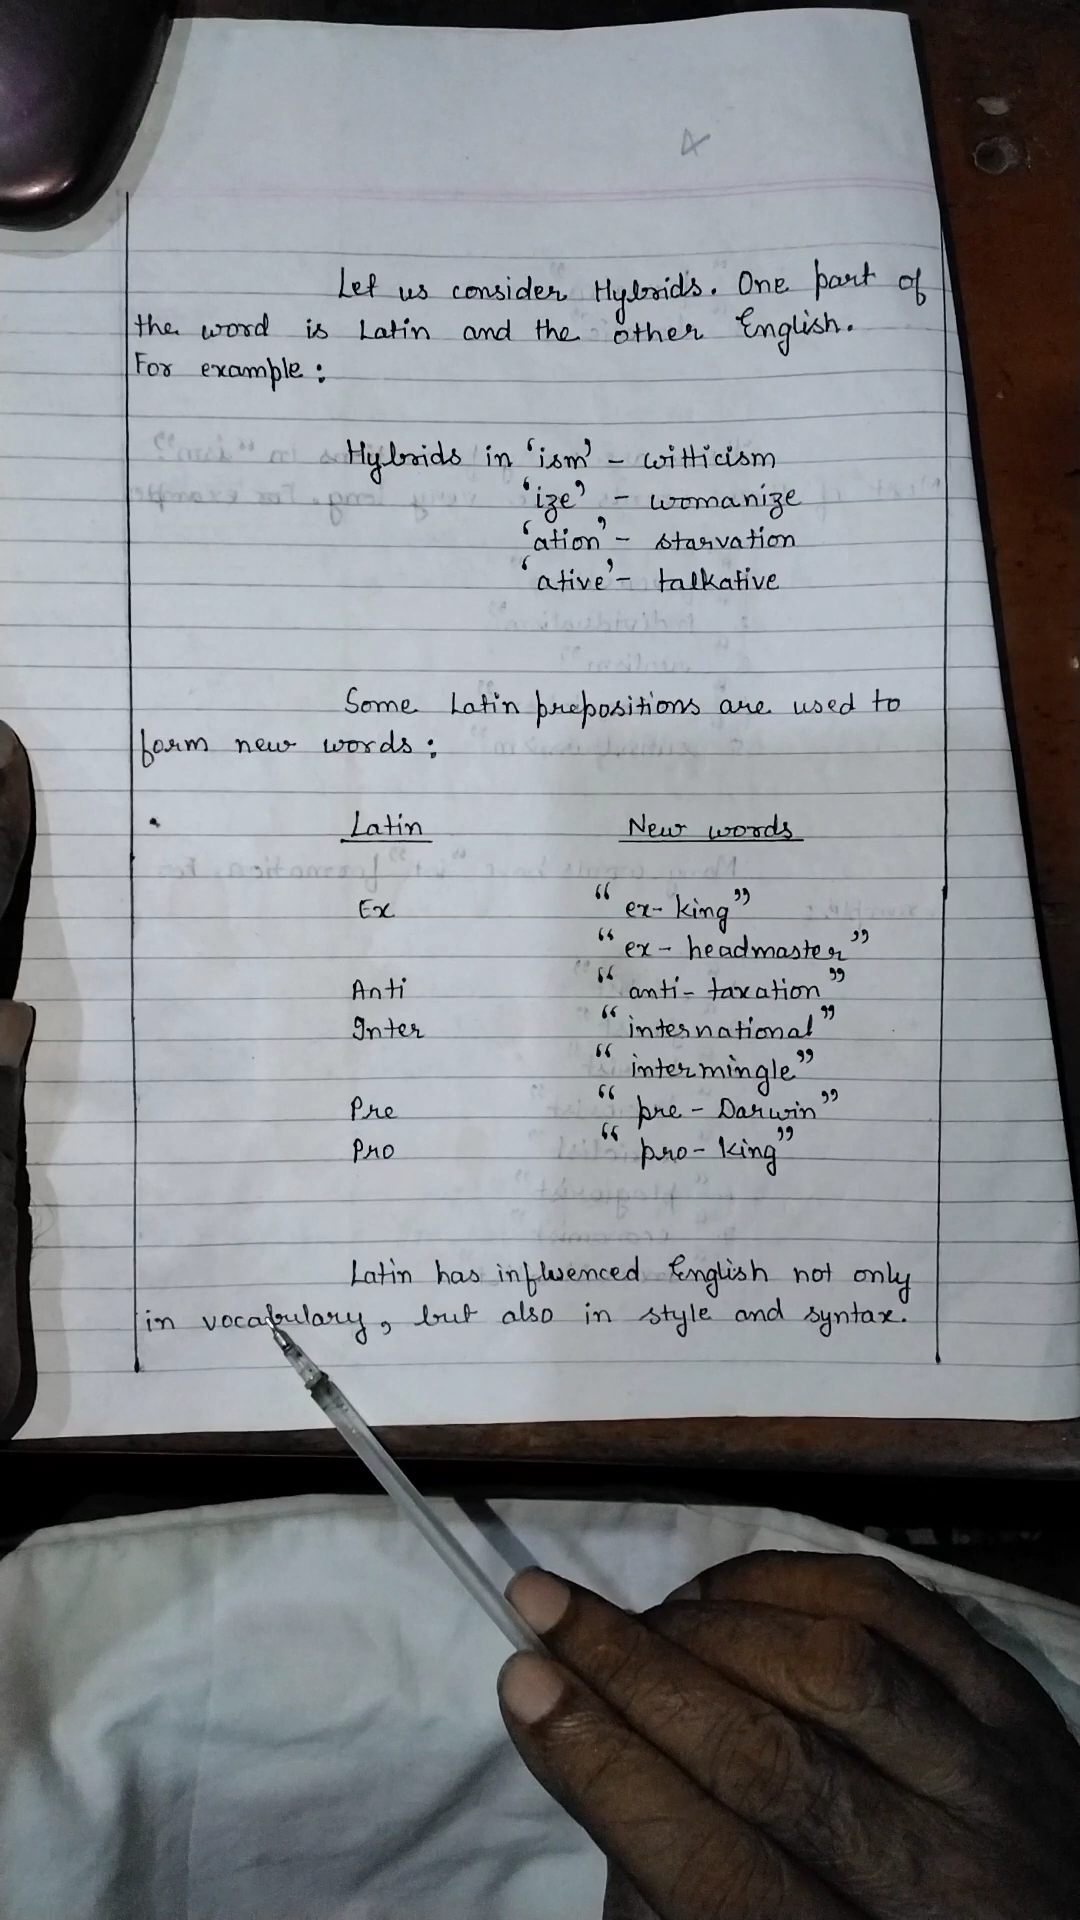 4
Let us consider Hybrids. One part of
the word is Latin and the other English.
For example :
Hybrids in 'ism' - witticism
'ize' - womanize
'ation' - starvation
'ative' - talkative
Some Latin prepositions are used to
form new words :
Latin New words
Ex "ex-king"
"ex-headmaster"
Anti "anti-taxation"
Inter "international"
"intermingle"
Pre "pre-Darwin"
Pro "pro-king"
Latin has influenced English not only
in vocabulary, but also in style and syntax.